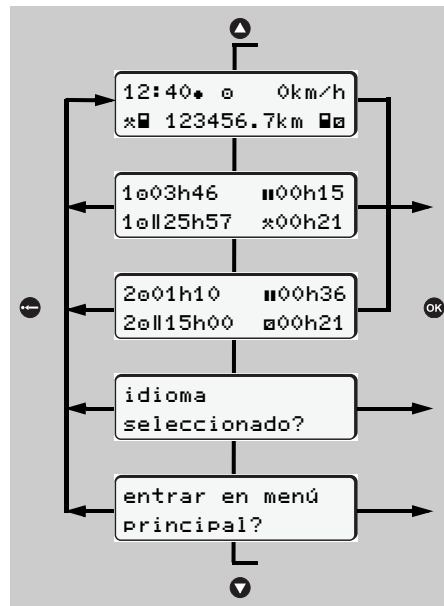 12:40 0km/h
123456.7km
1 03h46 00h15
1 25h57 00h21
2 01h10 00h36
2 15h00 00h21
OK
idioma
seleccionado?
entrar en menú
principal?